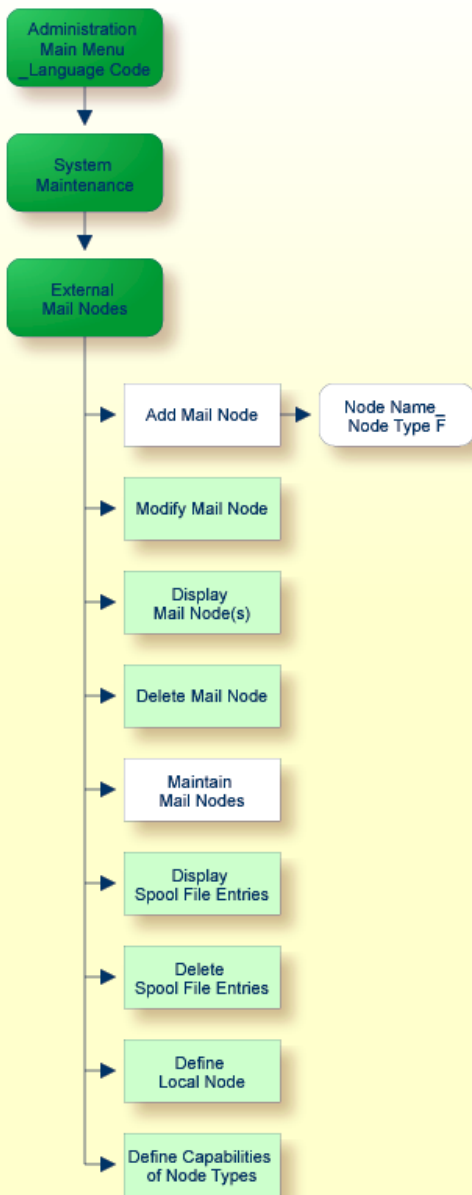 Administration
Main Menu
_Language Code
System
Maintenance
External
Mail Nodes
Add Mail Node
Node Name_
Node Type F
Modify Mail Node
Display
Mail Node(s)
Delete Mail Node
Maintain
Mail Nodes
Display
Spool File Entries
Delete
Spool File Entries
Define
Local Node
Define Capabilities
of Node Types